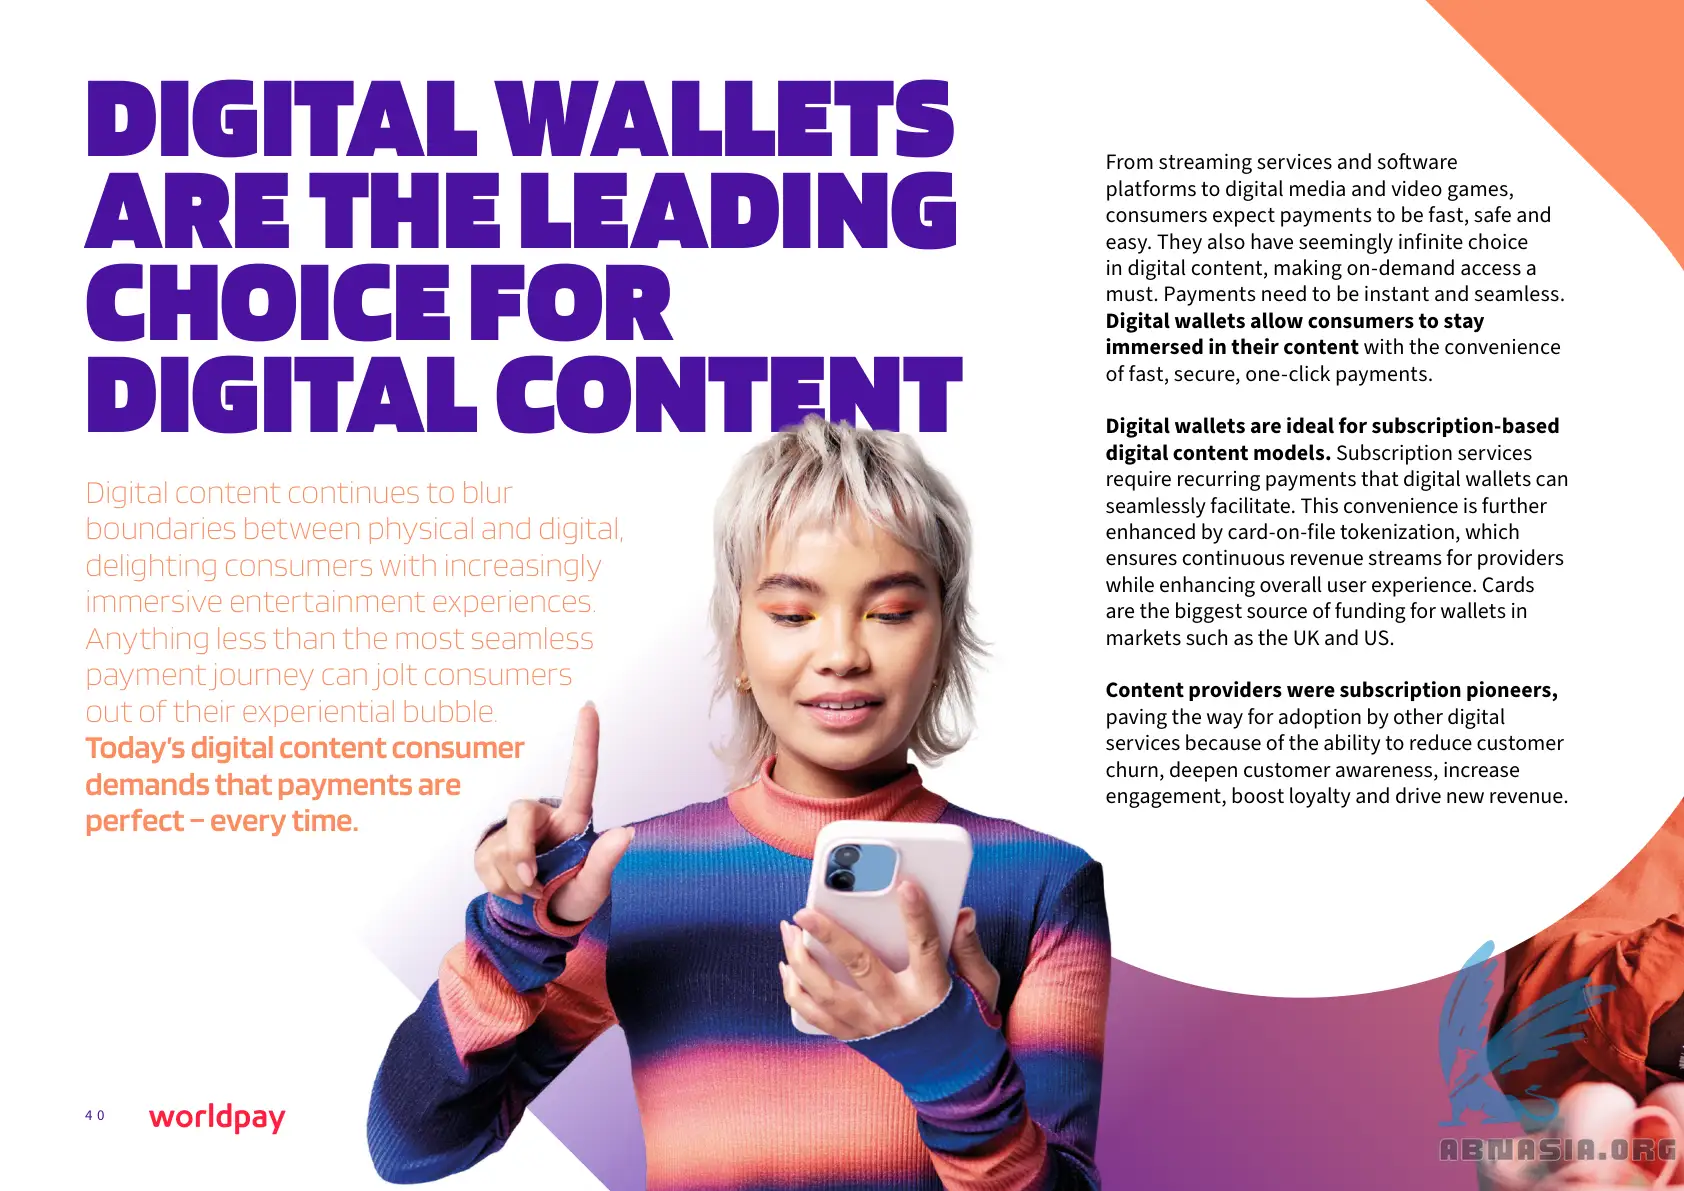 DIGITAL WALLETS
ARE THE LEADING
CHOICE FOR
DIGITAL CONTENT
Digital content continues to blur
boundaries between physical and digital,
delighting consumers with increasingly
immersive entertainment experiences.
Anything less than the most seamless
payment journey can jolt consumers
out of their experiential bubble.
Today's digital content consumer
demands that payments are
perfect – every time.
From streaming services and software
platforms to digital media and video games,
consumers expect payments to be fast, safe and
easy. They also have seemingly infinite choice
in digital content, making on-demand access a
must. Payments need to be instant and seamless.
Digital wallets allow consumers to stay
immersed in their content with the convenience
of fast, secure, one-click payments.
Digital wallets are ideal for subscription-based
digital content models. Subscription services
require recurring payments that digital wallets can
seamlessly facilitate. This convenience is further
enhanced by card-on-file tokenization, which
ensures continuous revenue streams for providers
while enhancing overall user experience. Cards
are the biggest source of funding for wallets in
markets such as the UK and US.
Content providers were subscription pioneers,
paving the way for adoption by other digital
services because of the ability to reduce customer
churn, deepen customer awareness, increase
engagement, boost loyalty and drive new revenue.
40
worldpay
ABNASIA.ORG